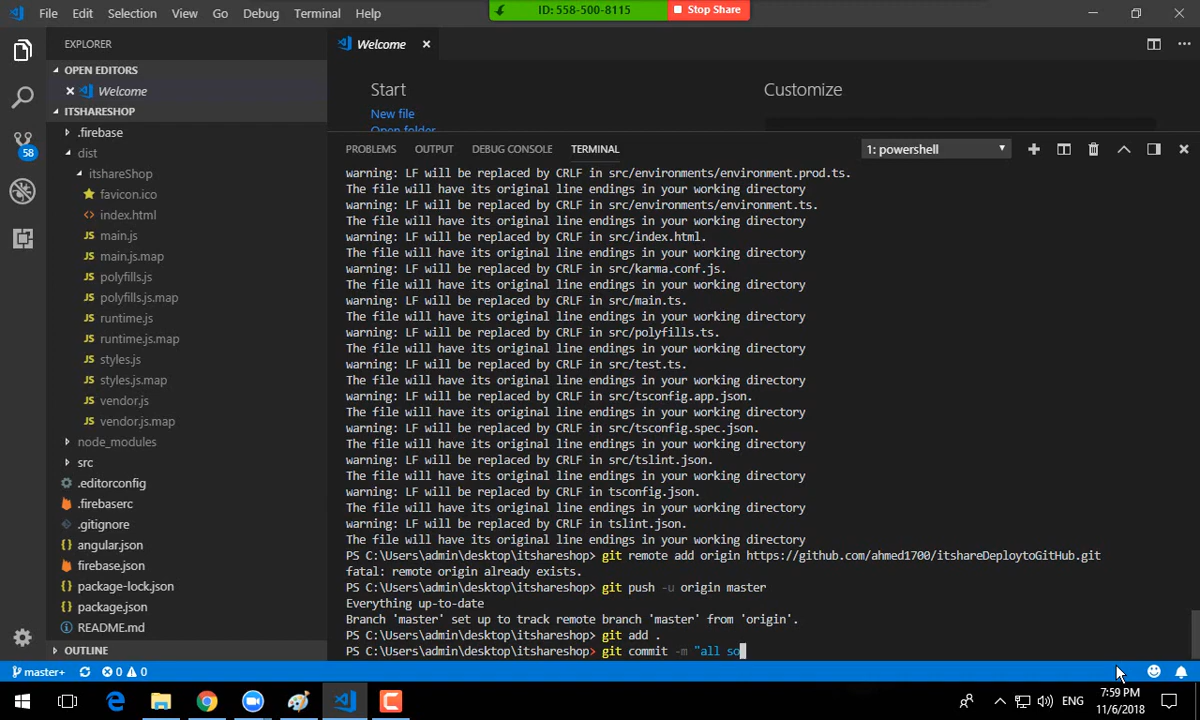 File Edit Selection View Go Debug Terminal Help
ID: 558-500-8115 Stop Share
EXPLORER
OPEN EDITORS
Welcome
ITSHARESHOP
.firebase
dist
itshareShop
favicon.ico
index.html
main.js
main.js.map
polyfills.js
polyfills.js.map
runtime.js
runtime.js.map
styles.js
styles.js.map
vendor.js
vendor.js.map
node_modules
src
.editorconfig
.firebaserc
.gitignore
angular.json
firebase.json
package-lock.json
package.json
README.md
OUTLINE
58
Welcome
Start
Customize
New file
Open folder
PROBLEMS OUTPUT DEBUG CONSOLE TERMINAL
1: powershell
warning: LF will be replaced by CRLF in src/environments/environment.prod.ts.
The file will have its original line endings in your working directory
warning: LF will be replaced by CRLF in src/environments/environment.ts.
The file will have its original line endings in your working directory
warning: LF will be replaced by CRLF in src/index.html.
The file will have its original line endings in your working directory
warning: LF will be replaced by CRLF in src/karma.conf.js.
The file will have its original line endings in your working directory
warning: LF will be replaced by CRLF in src/main.ts.
The file will have its original line endings in your working directory
warning: LF will be replaced by CRLF in src/polyfills.ts.
The file will have its original line endings in your working directory
warning: LF will be replaced by CRLF in src/test.ts.
The file will have its original line endings in your working directory
warning: LF will be replaced by CRLF in src/tsconfig.app.json.
The file will have its original line endings in your working directory
warning: LF will be replaced by CRLF in src/tsconfig.spec.json.
The file will have its original line endings in your working directory
warning: LF will be replaced by CRLF in src/tslint.json.
The file will have its original line endings in your working directory
warning: LF will be replaced by CRLF in tsconfig.json.
The file will have its original line endings in your working directory
warning: LF will be replaced by CRLF in tslint.json.
The file will have its original line endings in your working directory
PS C:\Users\admin\desktop\itshareshop> git remote add origin https://github.com/ahmed1700/itshareDeploytoGitHub.git
fatal: remote origin already exists.
PS C:\Users\admin\desktop\itshareshop> git push -u origin master
Everything up-to-date
Branch 'master' set up to track remote branch 'master' from 'origin'.
PS C:\Users\admin\desktop\itshareshop> git add .
PS C:\Users\admin\desktop\itshareshop> git commit -m "all so
master+ 0 0
ENG
7:59 PM
11/6/2018